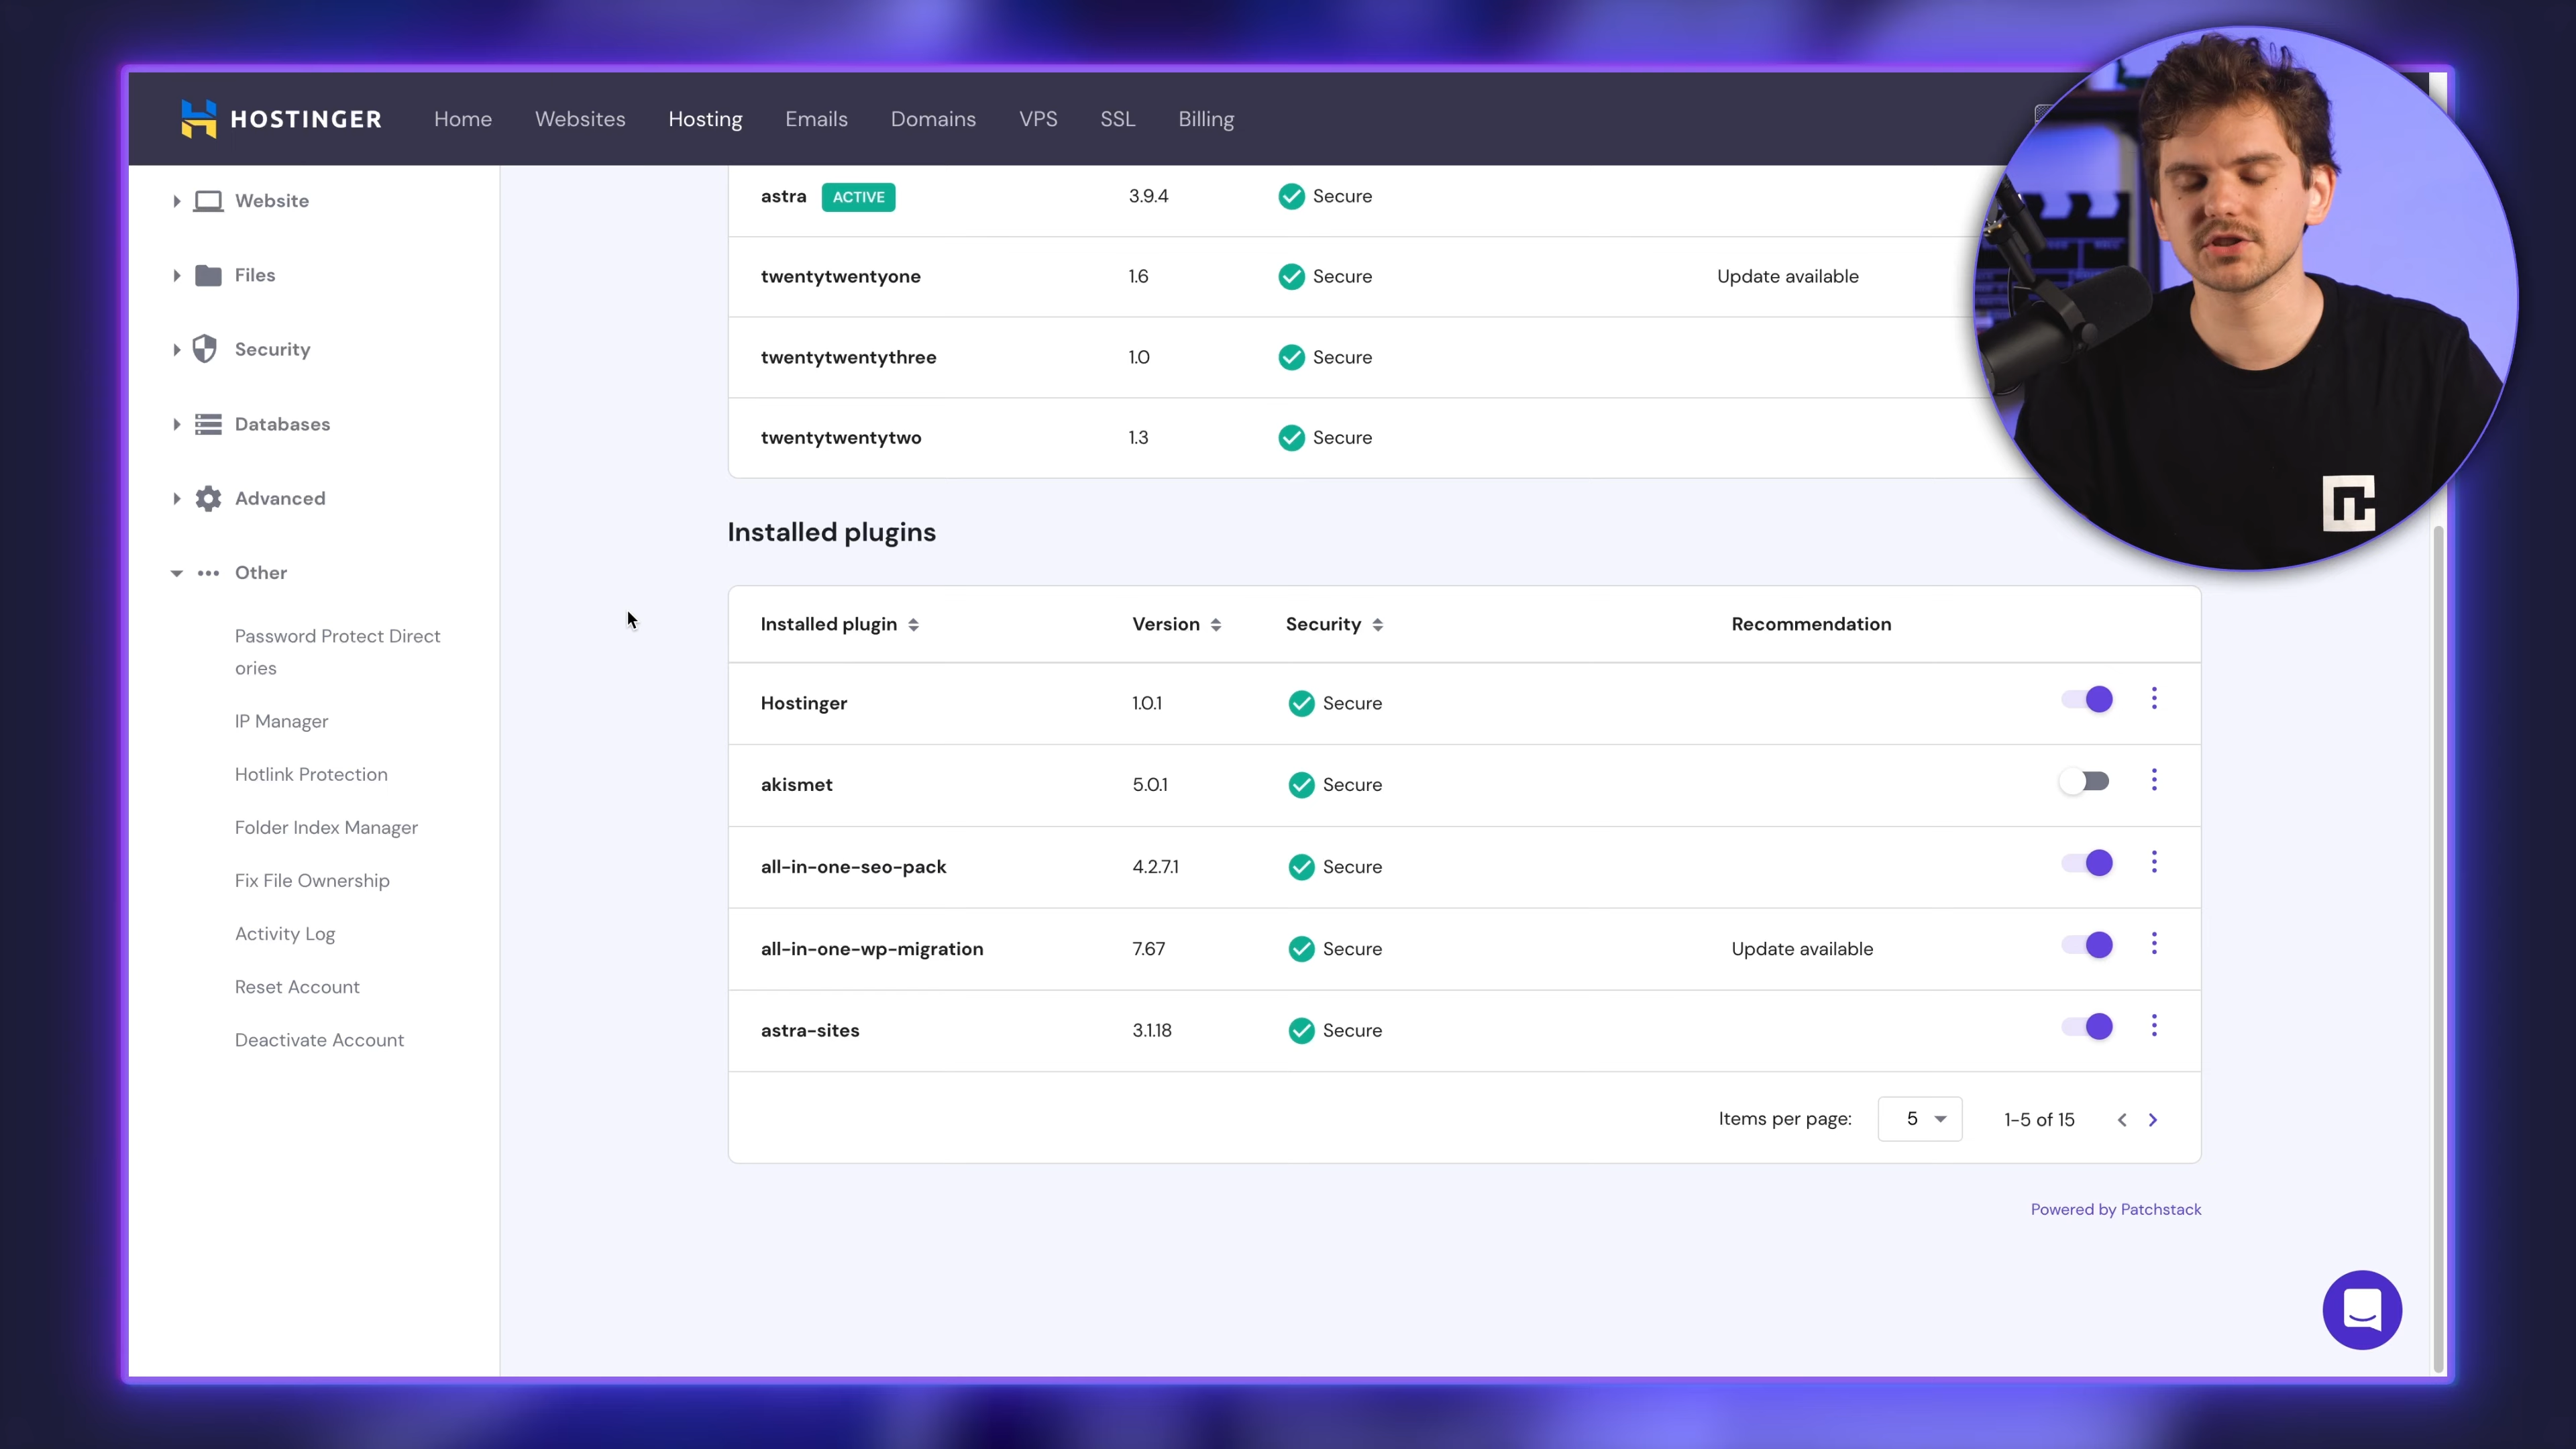 HOSTINGER Home Websites Hosting Emails Domains VPS SSL Billing
Website
Files
Security
Databases
Advanced
Other
Password Protect Direct
ories
IP Manager
Hotlink Protection
Folder Index Manager
Fix File Ownership
Activity Log
Reset Account
Deactivate Account
astra ACTIVE 3.9.4 Secure
twentytwentyone 1.6 Secure Update available
twentytwentythree 1.0 Secure
twentytwentytwo 1.3 Secure
Installed plugins
Installed plugin Version Security Recommendation
Hostinger 1.0.1 Secure
akismet 5.0.1 Secure
all-in-one-seo-pack 4.2.7.1 Secure
all-in-one-wp-migration 7.67 Secure Update available
astra-sites 3.1.18 Secure
Items per page: 5 1-5 of 15
Powered by Patchstack